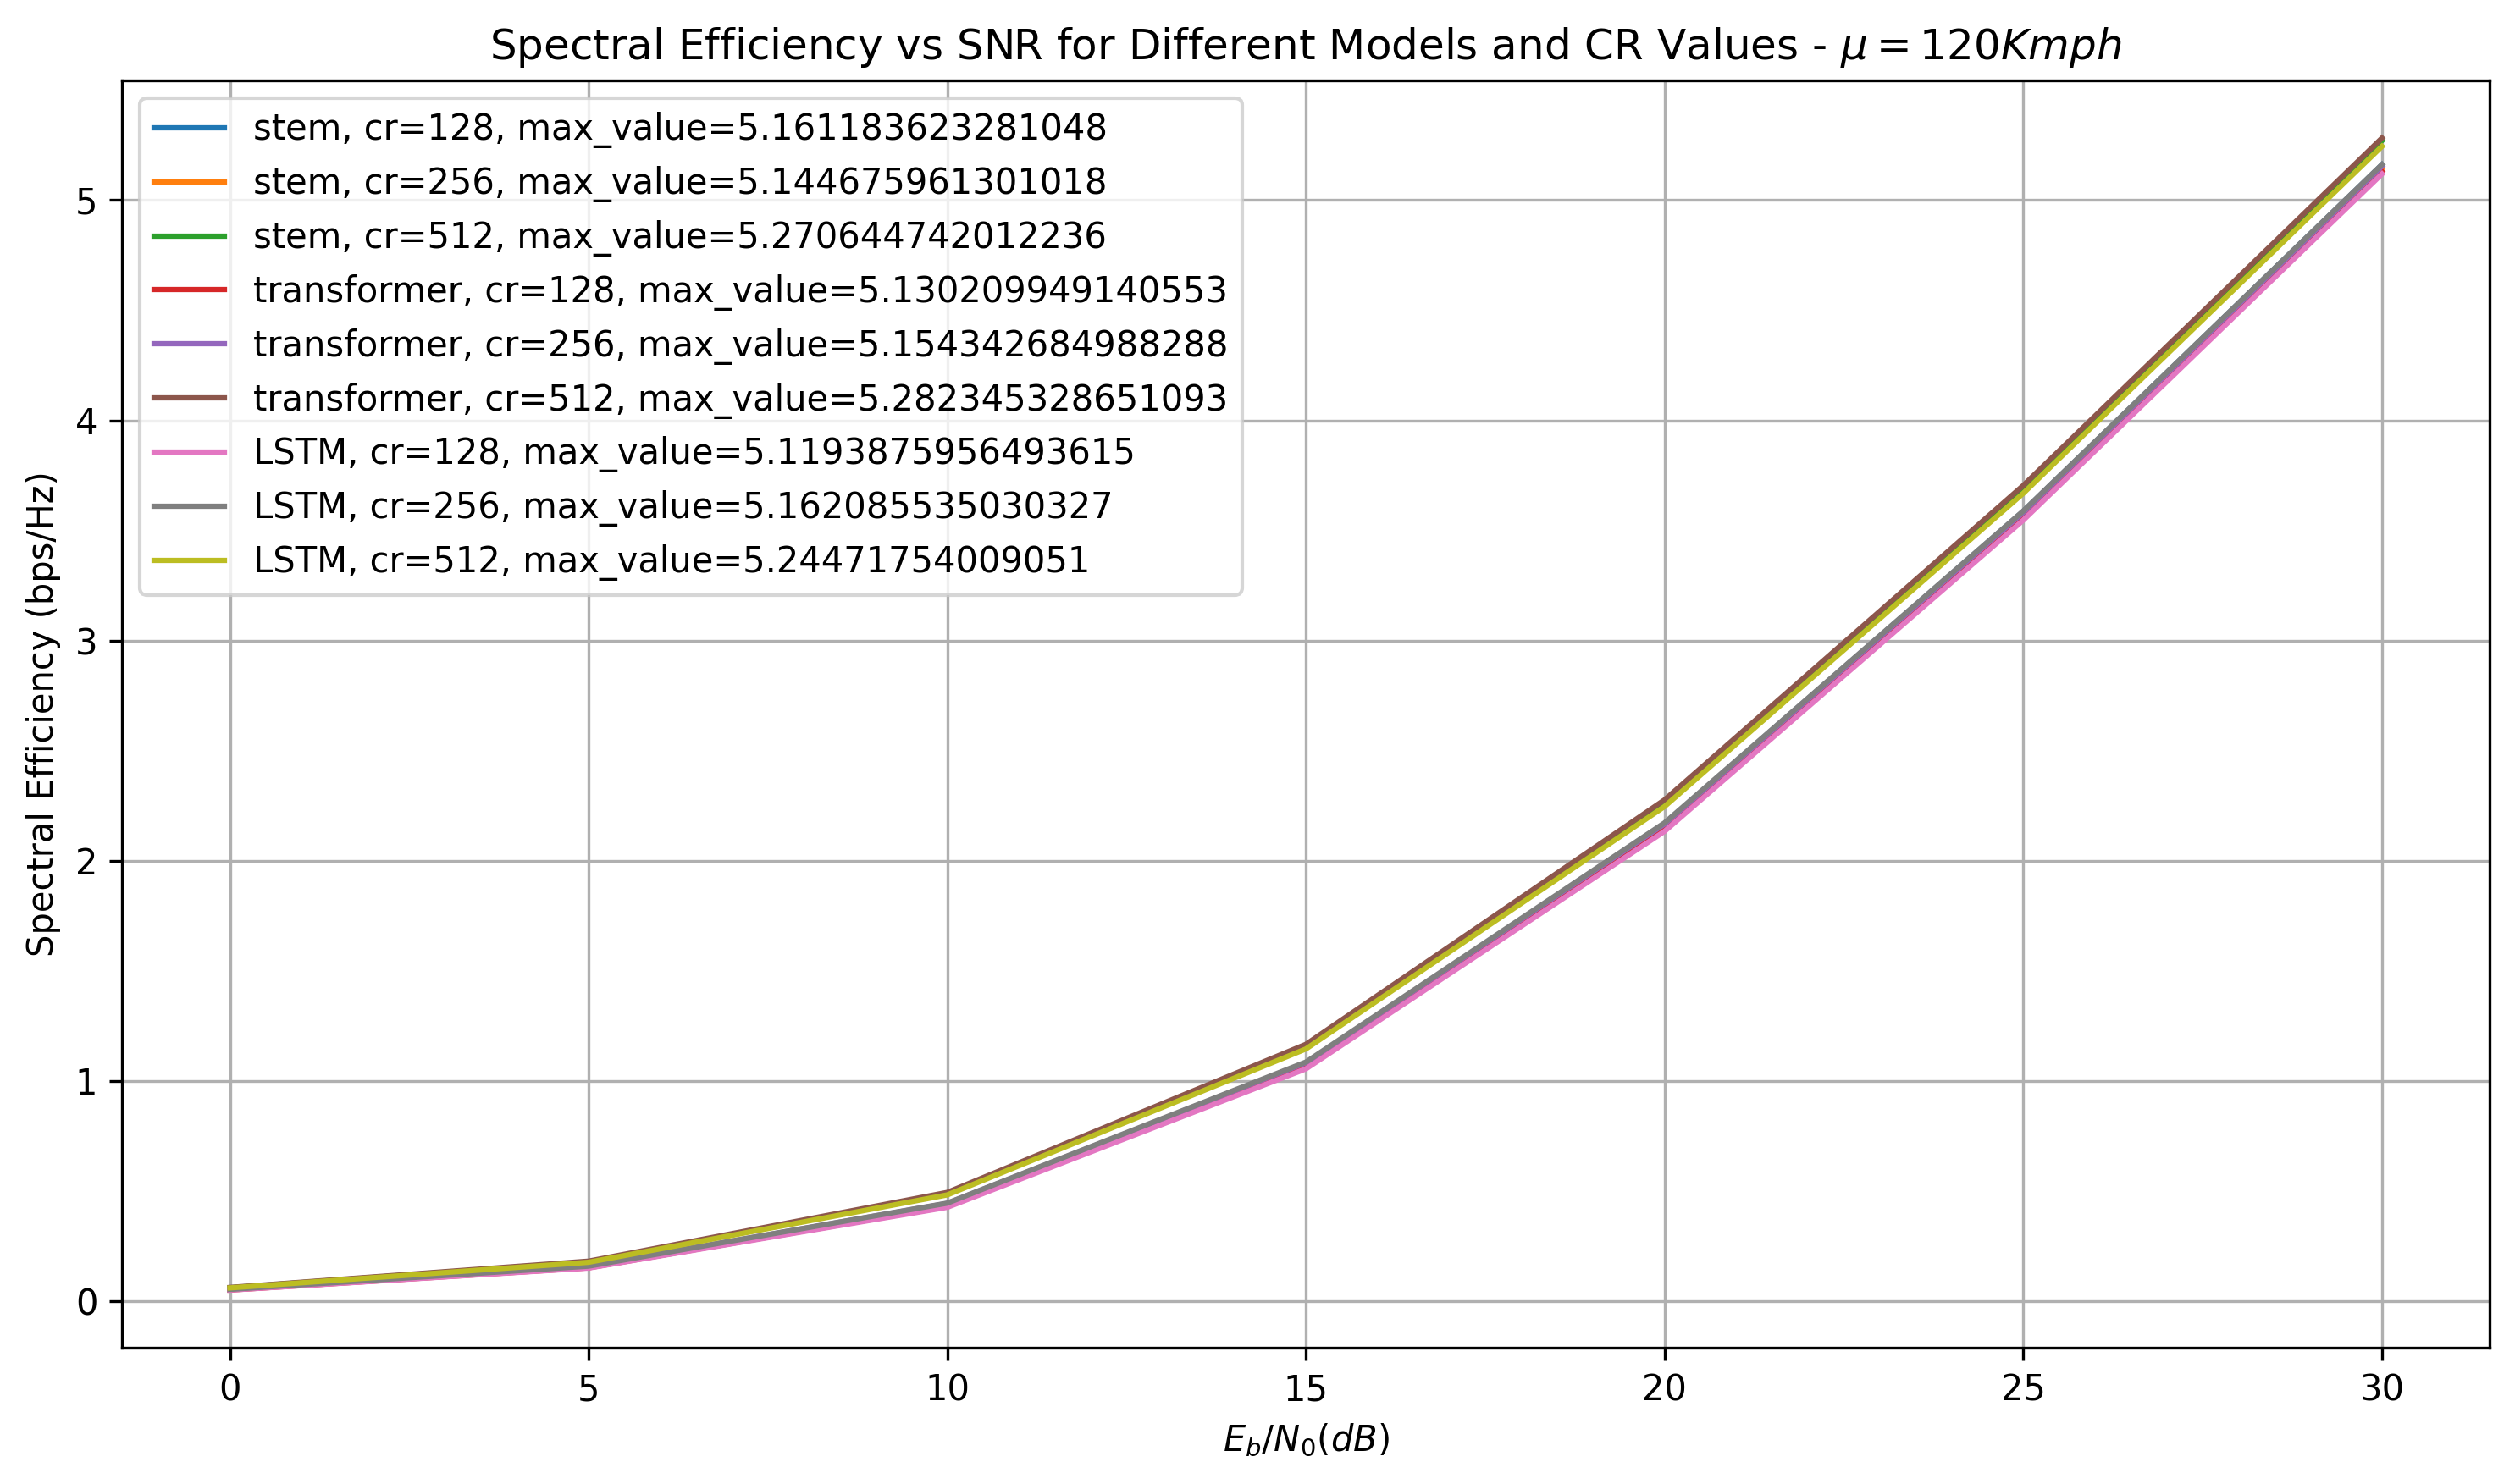 Spectral Efficiency vs SNR for Different Models and CR Values - μ = 120Kmph
stem, cr=128, max_value=5.161183623281048
stem, cr=256, max_value=5.144675961301018
stem, cr=512, max_value=5.270644742012236
transformer, cr=128, max_value=5.130209949140553
transformer, cr=256, max_value=5.154342684988288
transformer, cr=512, max_value=5.282345328651093
LSTM, cr=128, max_value=5.1193875956493615
LSTM, cr=256, max_value=5.162085535030327
LSTM, cr=512, max_value=5.24471754009051
Spectral Efficiency (bps/Hz)
5
4
3
2
1
0
0 5 10 15 20 25 30
E_b/N_0(dB)